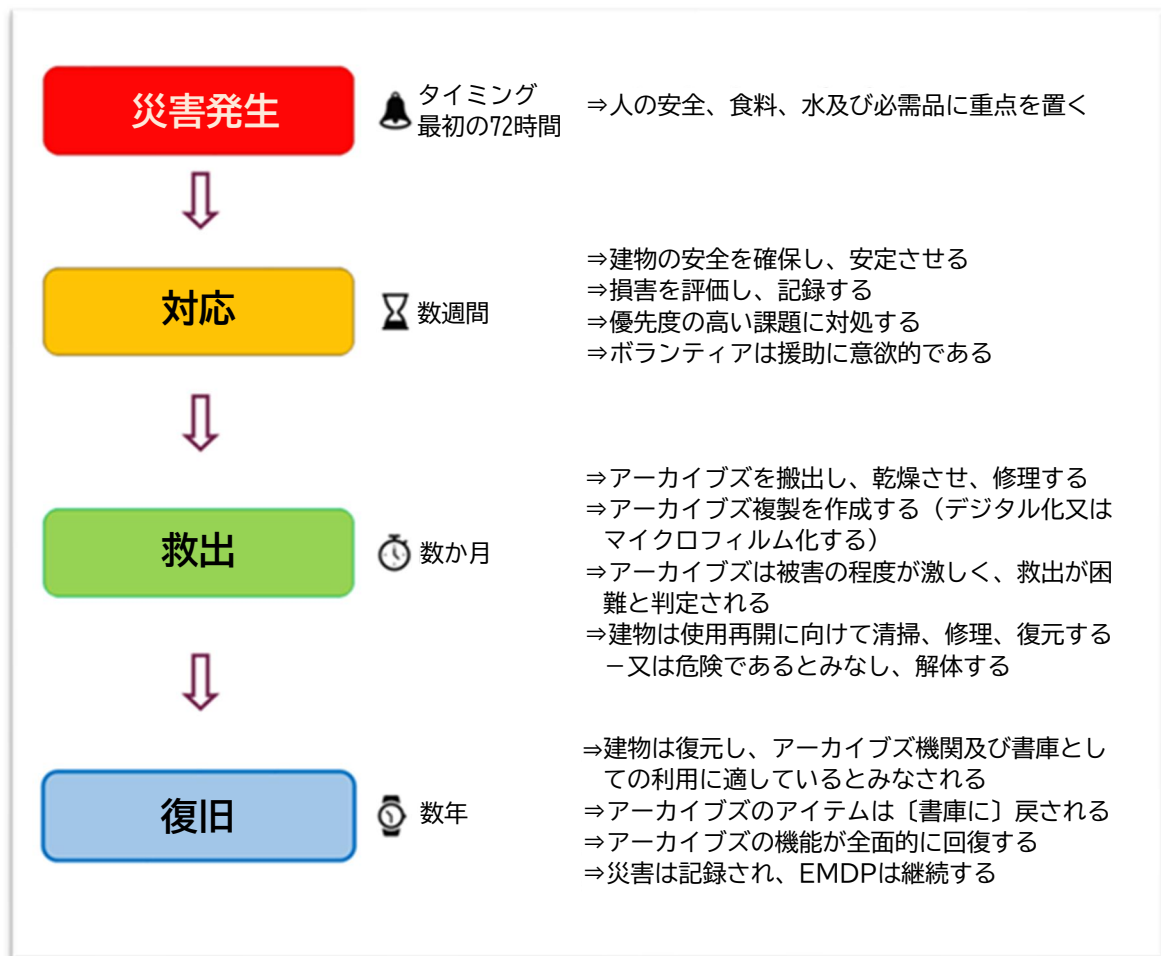 災害発生
タイミング
最初の72時間
⇒人の安全、食料、水及び必需品に重点を置く
対応
数週間
⇒建物の安全を確保し、安定させる
⇒損害を評価し、記録する
⇒優先度の高い課題に対処する
⇒ボランティアは援助に意欲的である
救出
数か月
⇒アーカイブズを搬出し、乾燥させ、修理する
⇒アーカイブズ複製を作成する（デジタル化又は
マイクロフィルム化する）
⇒アーカイブズは被害の程度が激しく、救出が困
難と判定される
⇒建物は使用再開に向けて清掃、修理、復元する
－又は危険であるとみなし、解体する
復旧
数年
⇒建物は復元し、アーカイブズ機関及び書庫とし
ての利用に適しているとみなされる
⇒アーカイブズのアイテムは〔書庫に〕戻される
⇒アーカイブズの機能が全面的に回復する
⇒災害は記録され、EMDPは継続する